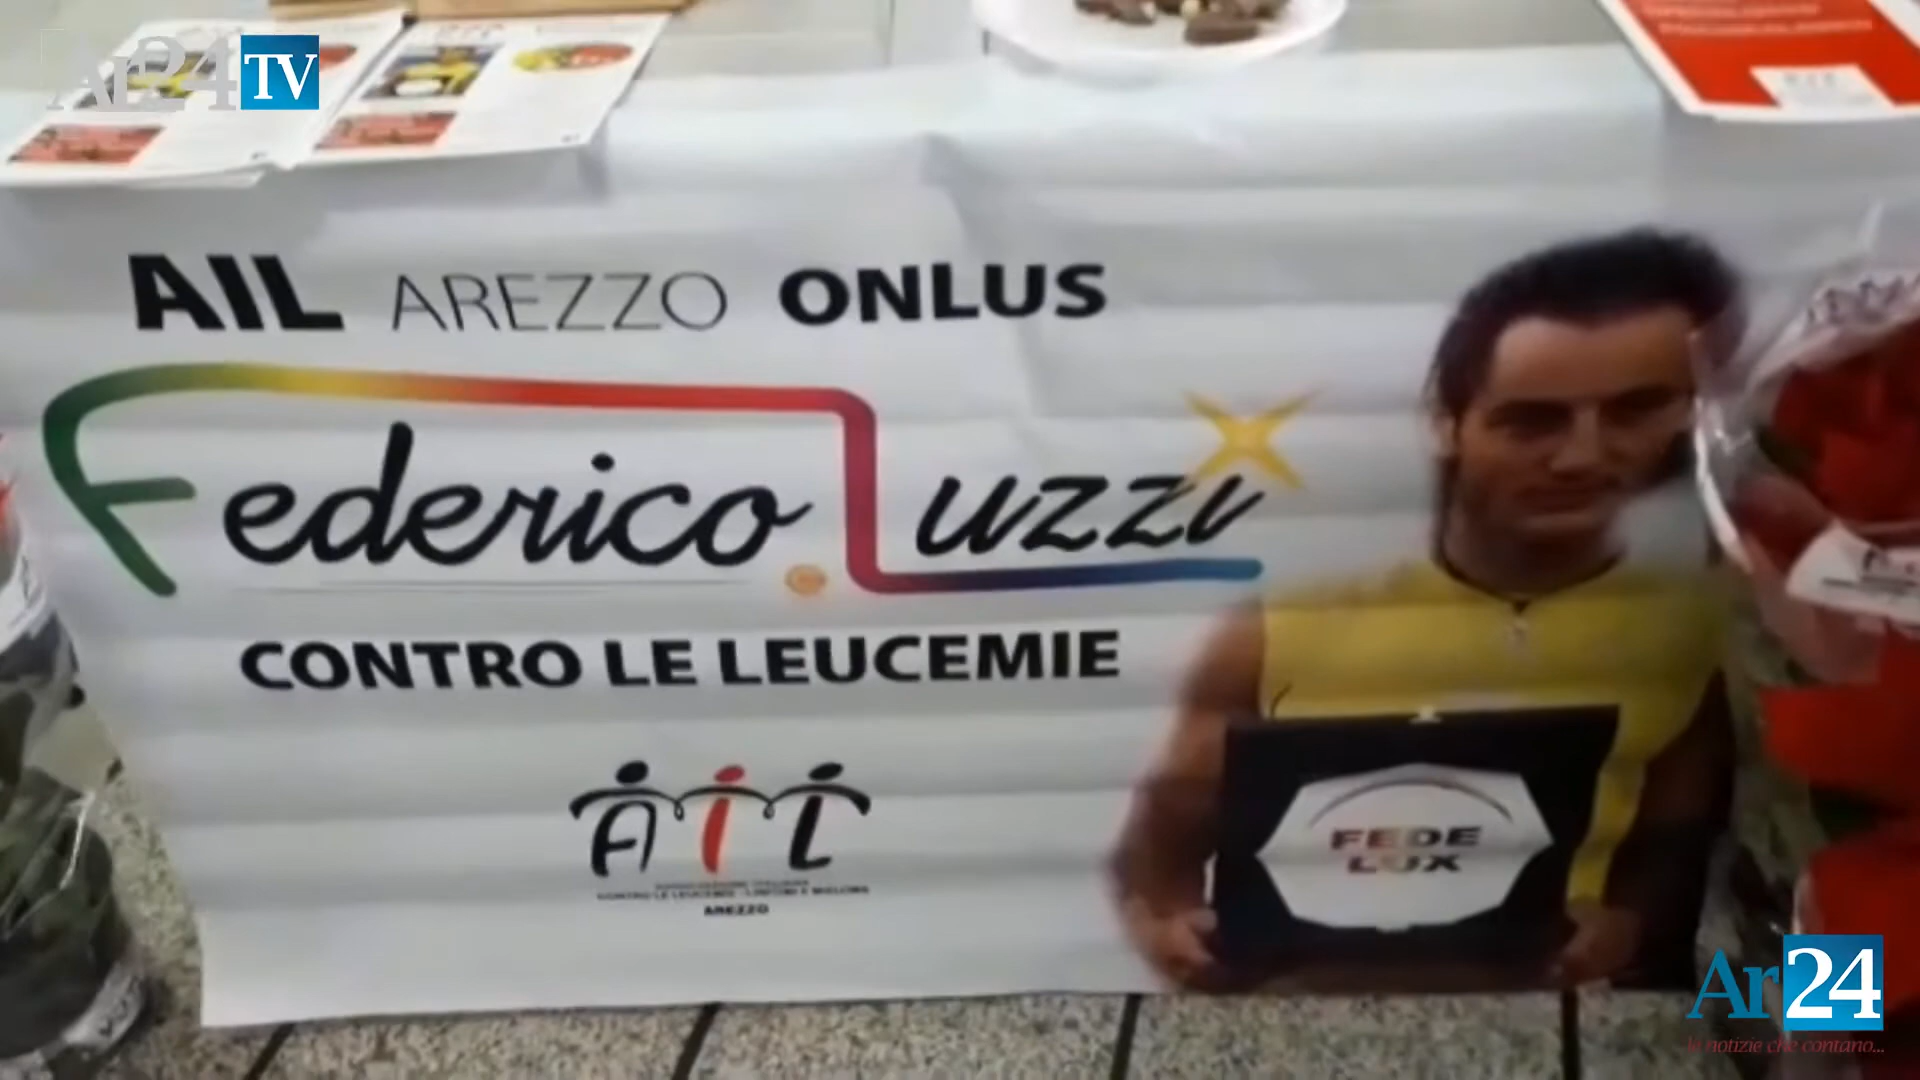 Ar24 TV
AIL AREZZO ONLUS
Federico Luzzi
CONTRO LE LEUCEMIE
AIL
AREZZO
FEDE
LUX
Ar24
le notizie che contano...